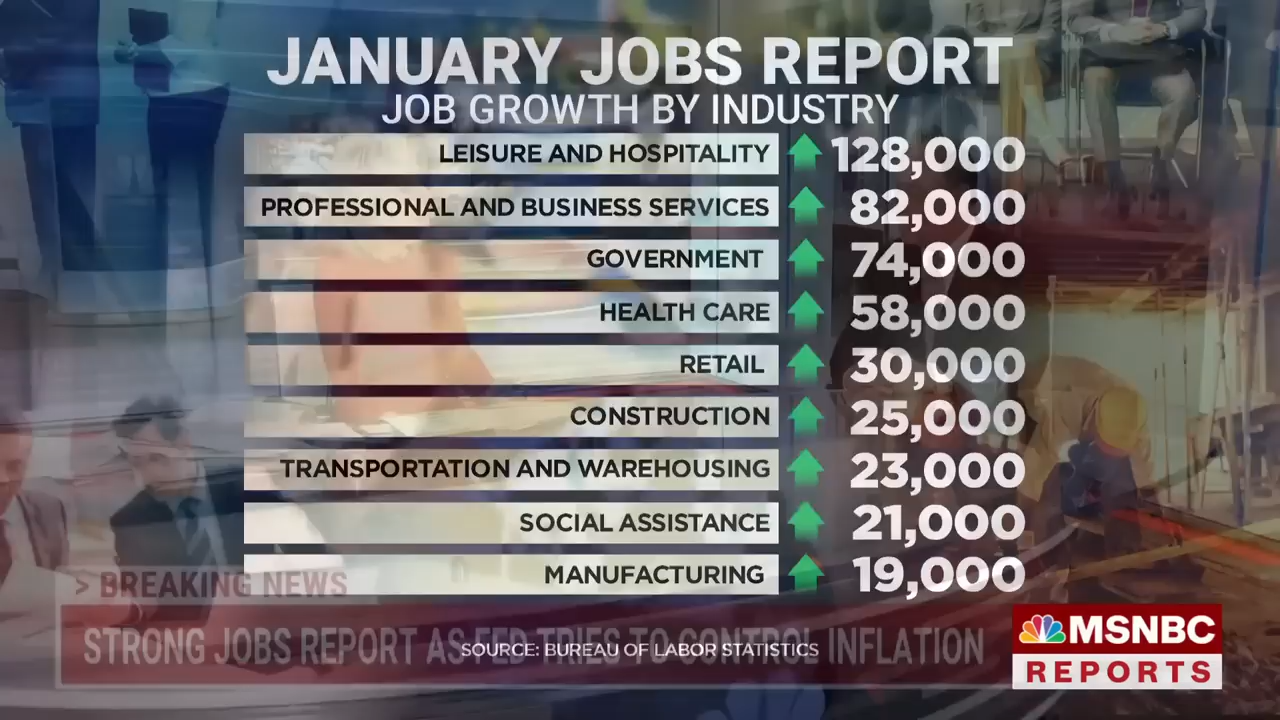 JANUARY JOBS REPORT
JOB GROWTH BY INDUSTRY
LEISURE AND HOSPITALITY 128,000
PROFESSIONAL AND BUSINESS SERVICES 82,000
GOVERNMENT 74,000
HEALTH CARE 58,000
RETAIL 30,000
CONSTRUCTION 25,000
TRANSPORTATION AND WAREHOUSING 23,000
SOCIAL ASSISTANCE 21,000
MANUFACTURING 19,000
> BREAKING NEWS
STRONG JOBS REPORT AS FED TRIES TO CONTROL INFLATION
SOURCE: BUREAU OF LABOR STATISTICS
MSNBC
REPORTS